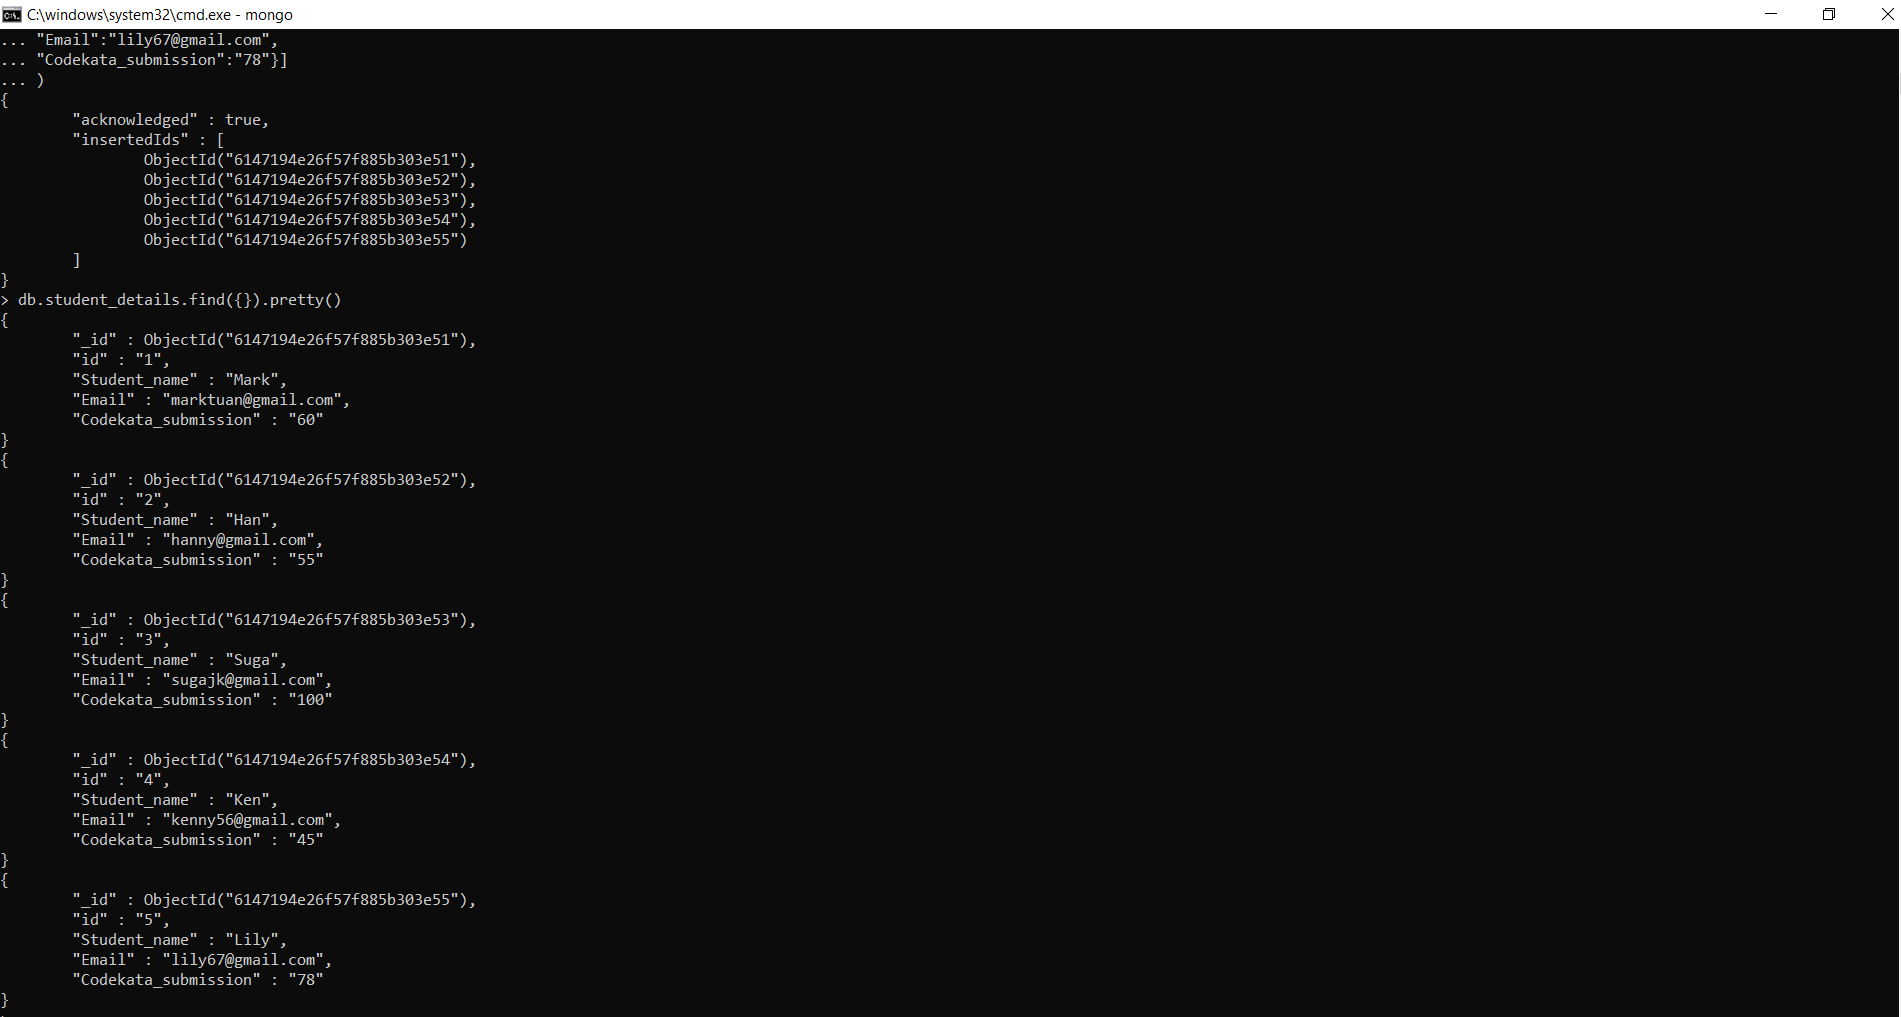 C:\windows\system32\cmd.exe - mongo
... "Email":"lily67@gmail.com",
... "Codekata_submission":"78"}]
... )
{
        "acknowledged" : true,
        "insertedIds" : [
                ObjectId("6147194e26f57f885b303e51"),
                ObjectId("6147194e26f57f885b303e52"),
                ObjectId("6147194e26f57f885b303e53"),
                ObjectId("6147194e26f57f885b303e54"),
                ObjectId("6147194e26f57f885b303e55")
        ]
}
> db.student_details.find({}).pretty()
{
        "_id" : ObjectId("6147194e26f57f885b303e51"),
        "id" : "1",
        "Student_name" : "Mark",
        "Email" : "marktuan@gmail.com",
        "Codekata_submission" : "60"
}
{
        "_id" : ObjectId("6147194e26f57f885b303e52"),
        "id" : "2",
        "Student_name" : "Han",
        "Email" : "hanny@gmail.com",
        "Codekata_submission" : "55"
}
{
        "_id" : ObjectId("6147194e26f57f885b303e53"),
        "id" : "3",
        "Student_name" : "Suga",
        "Email" : "sugajk@gmail.com",
        "Codekata_submission" : "100"
}
{
        "_id" : ObjectId("6147194e26f57f885b303e54"),
        "id" : "4",
        "Student_name" : "Ken",
        "Email" : "kenny56@gmail.com",
        "Codekata_submission" : "45"
}
{
        "_id" : ObjectId("6147194e26f57f885b303e55"),
        "id" : "5",
        "Student_name" : "Lily",
        "Email" : "lily67@gmail.com",
        "Codekata_submission" : "78"
}